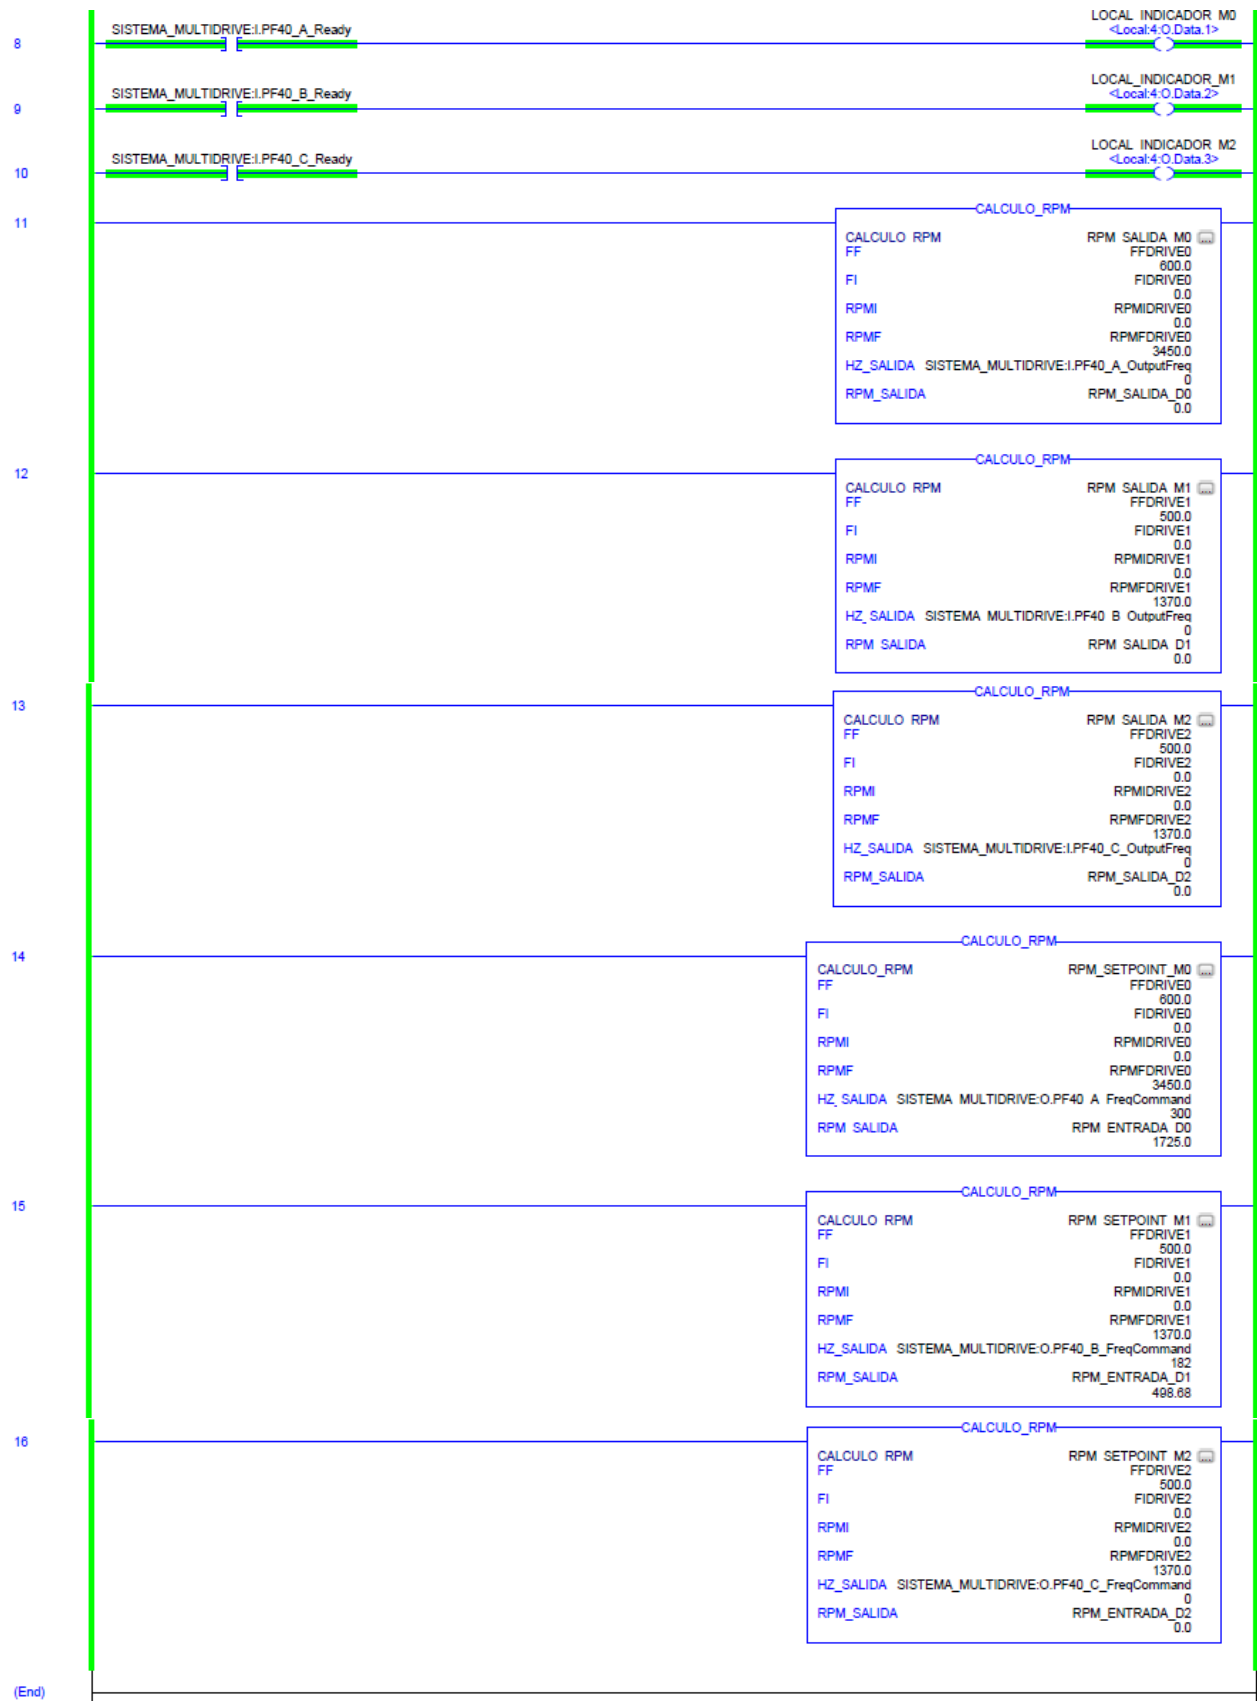 8
SISTEMA_MULTIDRIVE:I.PF40_A_Ready
LOCAL_INDICADOR_M0
<Local:4:O.Data.1>
9
SISTEMA_MULTIDRIVE:I.PF40_B_Ready
LOCAL_INDICADOR_M1
<Local:4:O.Data.2>
10
SISTEMA_MULTIDRIVE:I.PF40_C_Ready
LOCAL_INDICADOR_M2
<Local:4:O.Data.3>
11
CALCULO_RPM
CALCULO_RPM RPM_SALIDA_M0 ...
FF FFDRIVE0
600.0
FI FIDRIVE0
0.0
RPMI RPMIDRIVE0
0.0
RPMF RPMFDRIVE0
3450.0
HZ_SALIDA SISTEMA_MULTIDRIVE:I.PF40_A_OutputFreq
0
RPM_SALIDA RPM_SALIDA_D0
0.0
12
CALCULO_RPM
CALCULO_RPM RPM_SALIDA_M1 ...
FF FFDRIVE1
500.0
FI FIDRIVE1
0.0
RPMI RPMIDRIVE1
0.0
RPMF RPMFDRIVE1
1370.0
HZ_SALIDA SISTEMA_MULTIDRIVE:I.PF40_B_OutputFreq
0
RPM_SALIDA RPM_SALIDA_D1
0.0
13
CALCULO_RPM
CALCULO_RPM RPM_SALIDA_M2 ...
FF FFDRIVE2
500.0
FI FIDRIVE2
0.0
RPMI RPMIDRIVE2
0.0
RPMF RPMFDRIVE2
1370.0
HZ_SALIDA SISTEMA_MULTIDRIVE:I.PF40_C_OutputFreq
0
RPM_SALIDA RPM_SALIDA_D2
0.0
14
CALCULO_RPM
CALCULO_RPM RPM_SETPOINT_M0 ...
FF FFDRIVE0
600.0
FI FIDRIVE0
0.0
RPMI RPMIDRIVE0
0.0
RPMF RPMFDRIVE0
3450.0
HZ_SALIDA SISTEMA_MULTIDRIVE:O.PF40_A_FreqCommand
300
RPM_SALIDA RPM_ENTRADA_D0
1725.0
15
CALCULO_RPM
CALCULO_RPM RPM_SETPOINT_M1 ...
FF FFDRIVE1
500.0
FI FIDRIVE1
0.0
RPMI RPMIDRIVE1
0.0
RPMF RPMFDRIVE1
1370.0
HZ_SALIDA SISTEMA_MULTIDRIVE:O.PF40_B_FreqCommand
182
RPM_SALIDA RPM_ENTRADA_D1
498.68
16
CALCULO_RPM
CALCULO_RPM RPM_SETPOINT_M2 ...
FF FFDRIVE2
500.0
FI FIDRIVE2
0.0
RPMI RPMIDRIVE2
0.0
RPMF RPMFDRIVE2
1370.0
HZ_SALIDA SISTEMA_MULTIDRIVE:O.PF40_C_FreqCommand
0
RPM_SALIDA RPM_ENTRADA_D2
0.0
(End)